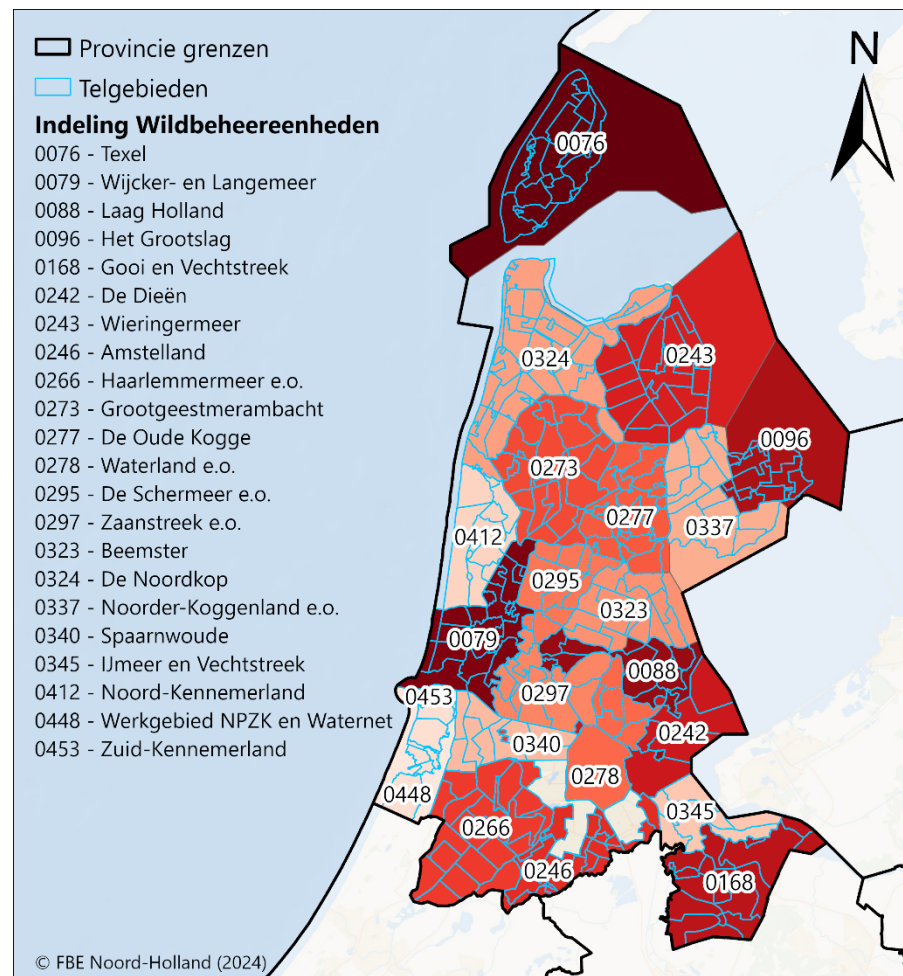 Provincie grenzen
Telgebieden
Indeling Wildbeheereenheden
0076 - Texel
0079 - Wijcker- en Langemeer
0088 - Laag Holland
0096 - Het Grootslag
0168 - Gooi en Vechtstreek
0242 - De Dieën
0243 - Wieringermeer
0246 - Amstelland
0266 - Haarlemmermeer e.o.
0273 - Grootgeestmerambacht
0277 - De Oude Kogge
0278 - Waterland e.o.
0295 - De Schermeer e.o.
0297 - Zaanstreek e.o.
0323 - Beemster
0324 - De Noordkop
0337 - Noorder-Koggenland e.o.
0340 - Spaarnwoude
0345 - IJmeer en Vechtstreek
0412 - Noord-Kennemerland
0448 - Werkgebied NPZK en Waternet
0453 - Zuid-Kennemerland
N
0076
0324
0243
0096
0273
0277
0337
0412
0295
0323
0079
0088
0297
0453
0242
0340
0278
0448
0345
0266
0246
0168
© FBE Noord-Holland (2024)